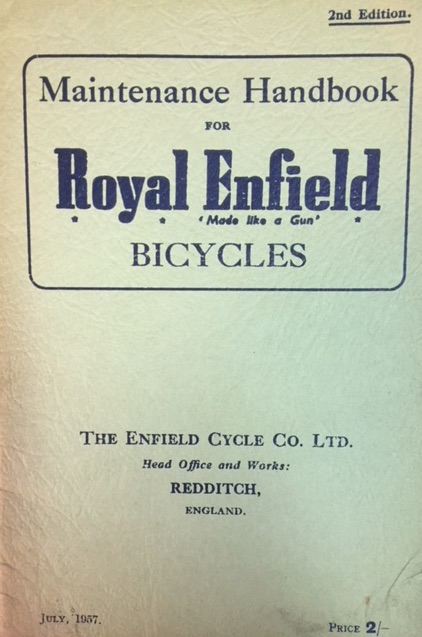 2nd Edition.
Maintenance Handbook
FOR
Royal Enfield
'Made like a Gun'
BICYCLES
THE ENFIELD CYCLE CO. LTD.
Head Office and Works:
REDDITCH,
ENGLAND.
JULY, 1957.
PRICE 2/-